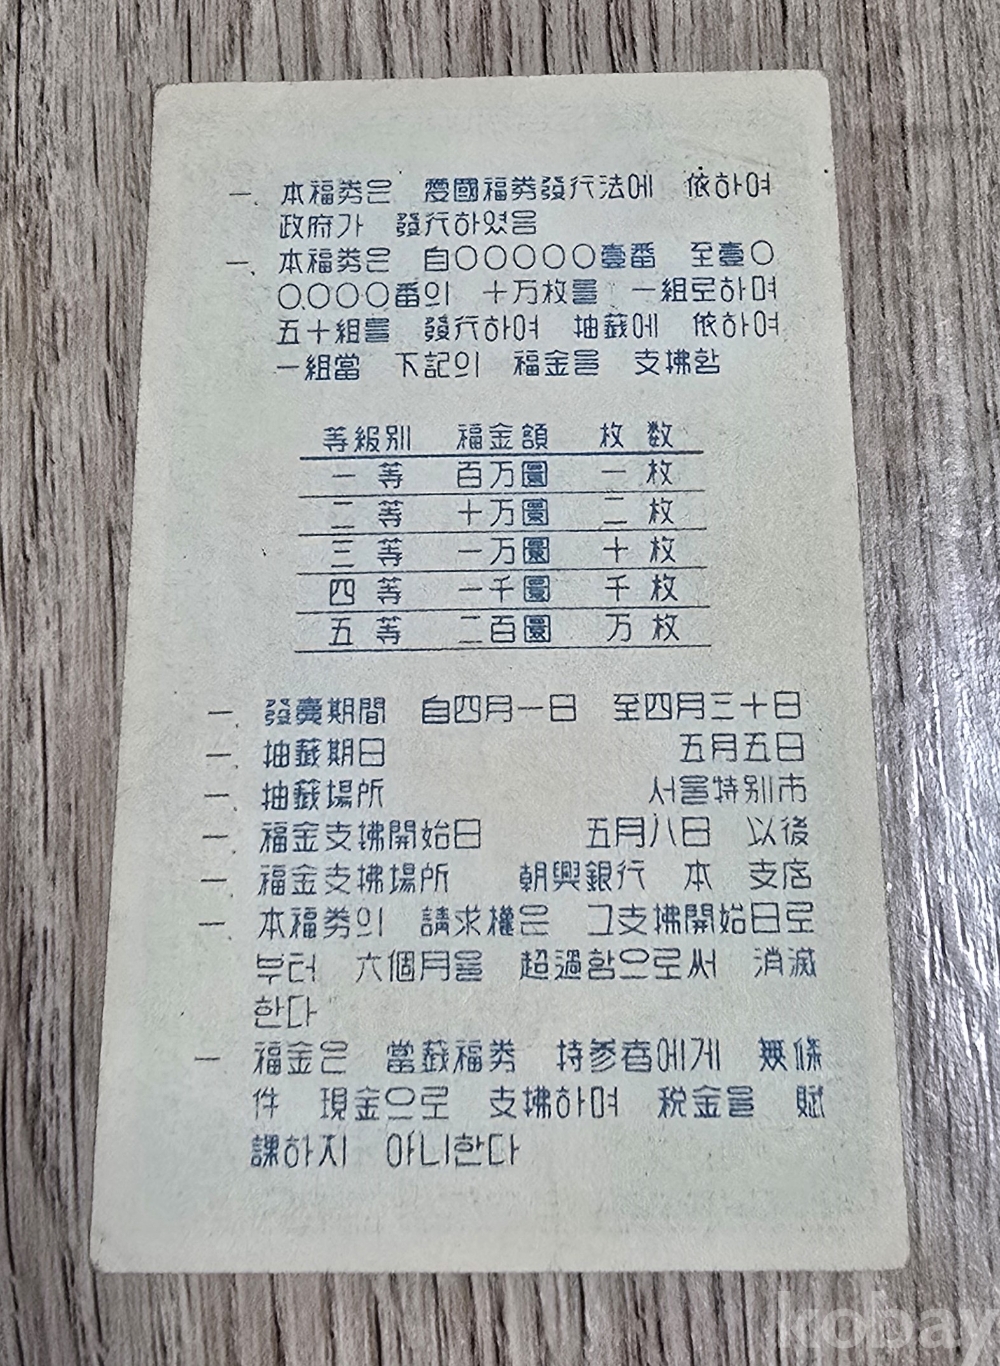 一. 本福券은 愛國福券發行法에 依하여
政府가 發行하였음
一. 本福券은 自〇〇〇〇〇壹番 至壹〇
〇,〇〇〇番의 十万枚를 一組로하며
五十組를 發行하며 抽籤에 依하여
一組當 下記의 福金을 支拂함
等級別 福金額 枚数
一等 百万圜 一枚
二等 十万圜 二枚
三等 一万圜 十枚
四等 一千圜 千枚
五等 二百圜 万枚
一. 發賣期間 自四月一日 至四月三十日
一. 抽籤期日 五月五日
一. 抽籤場所 서울特別市
一. 福金支拂開始日 五月八日 以後
一. 福金支拂場所 朝興銀行 本 支店
一. 本福券의 請求權은 그支拂開始日로
부터 六個月을 超過함으로써 消滅
한다
一 福金은 當籤福券 持參者에게 無條
件 現金으로 支拂하며 税金을 賦
課하지 아니한다
kobay